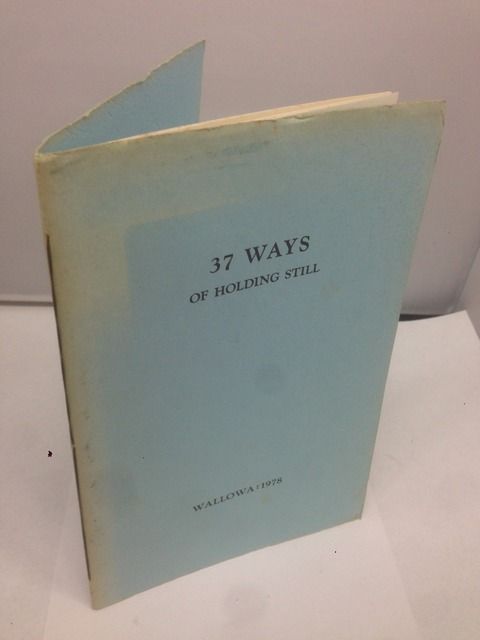 37 WAYS
OF HOLDING STILL
WALLOWA : 1978